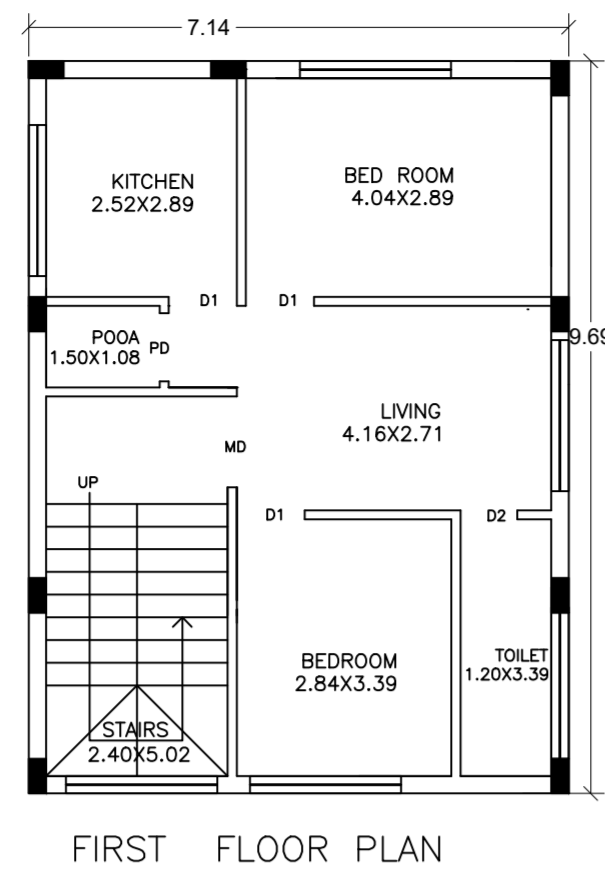 7.14
KITCHEN
2.52X2.89
BED ROOM
4.04X2.89
D1
D1
POOA
1.50X1.08
PD
9.69
LIVING
4.16X2.71
MD
UP
D1
D2
BEDROOM
2.84X3.39
TOILET
1.20X3.39
STAIRS
2.40X5.02
FIRST FLOOR PLAN